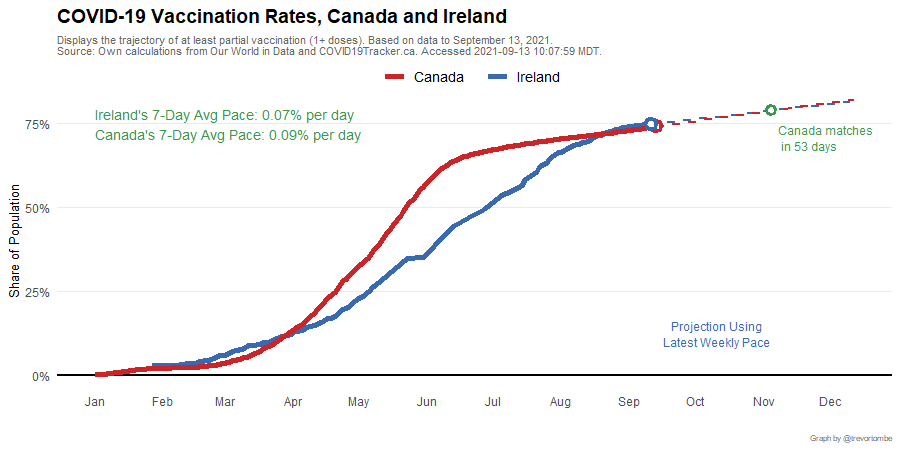 COVID-19 Vaccination Rates, Canada and Ireland
Displays the trajectory of at least partial vaccination (1+ doses). Based on data to September 13, 2021.
Source: Own calculations from Our World in Data and COVID19Tracker.ca. Accessed 2021-09-13 10:07:59 MDT.
Canada Ireland
Ireland's 7-Day Avg Pace: 0.07% per day
Canada's 7-Day Avg Pace: 0.09% per day
Canada matches
in 53 days
Share of Population
75%
50%
25%
0%
Projection Using
Latest Weekly Pace
Jan Feb Mar Apr May Jun Jul Aug Sep Oct Nov Dec
Graph by @trevortombe